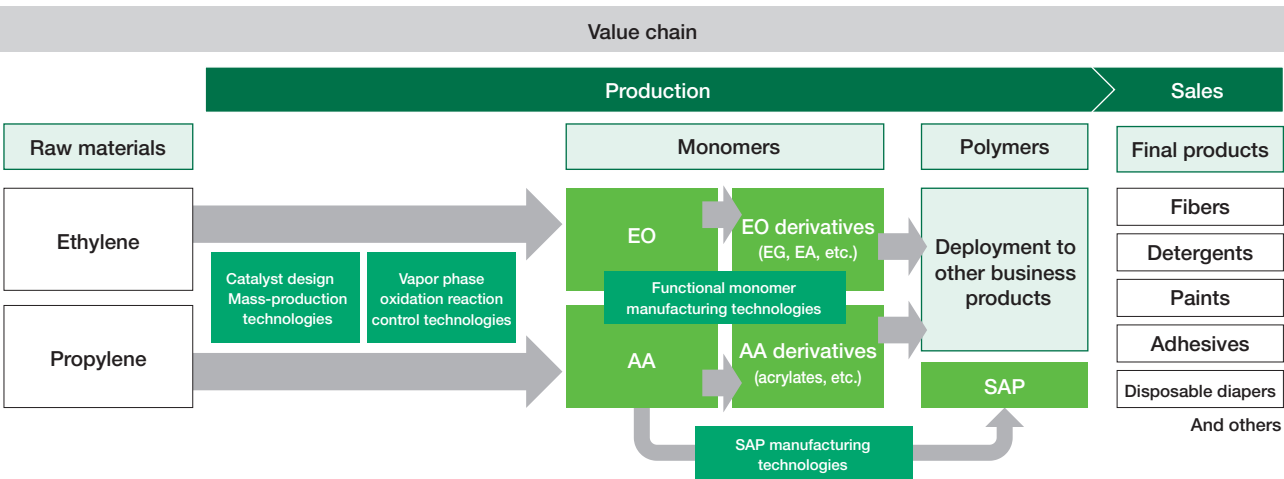 Value chain
Production
Sales
Raw materials
Monomers
Polymers
Final products
Ethylene
Propylene
Catalyst design
Mass-production
technologies
Vapor phase
oxidation reaction
control technologies
EO
EO derivatives
(EG, EA, etc.)
Functional monomer
manufacturing technologies
AA
AA derivatives
(acrylates, etc.)
SAP manufacturing
technologies
Deployment to
other business
products
SAP
Fibers
Detergents
Paints
Adhesives
Disposable diapers
And others